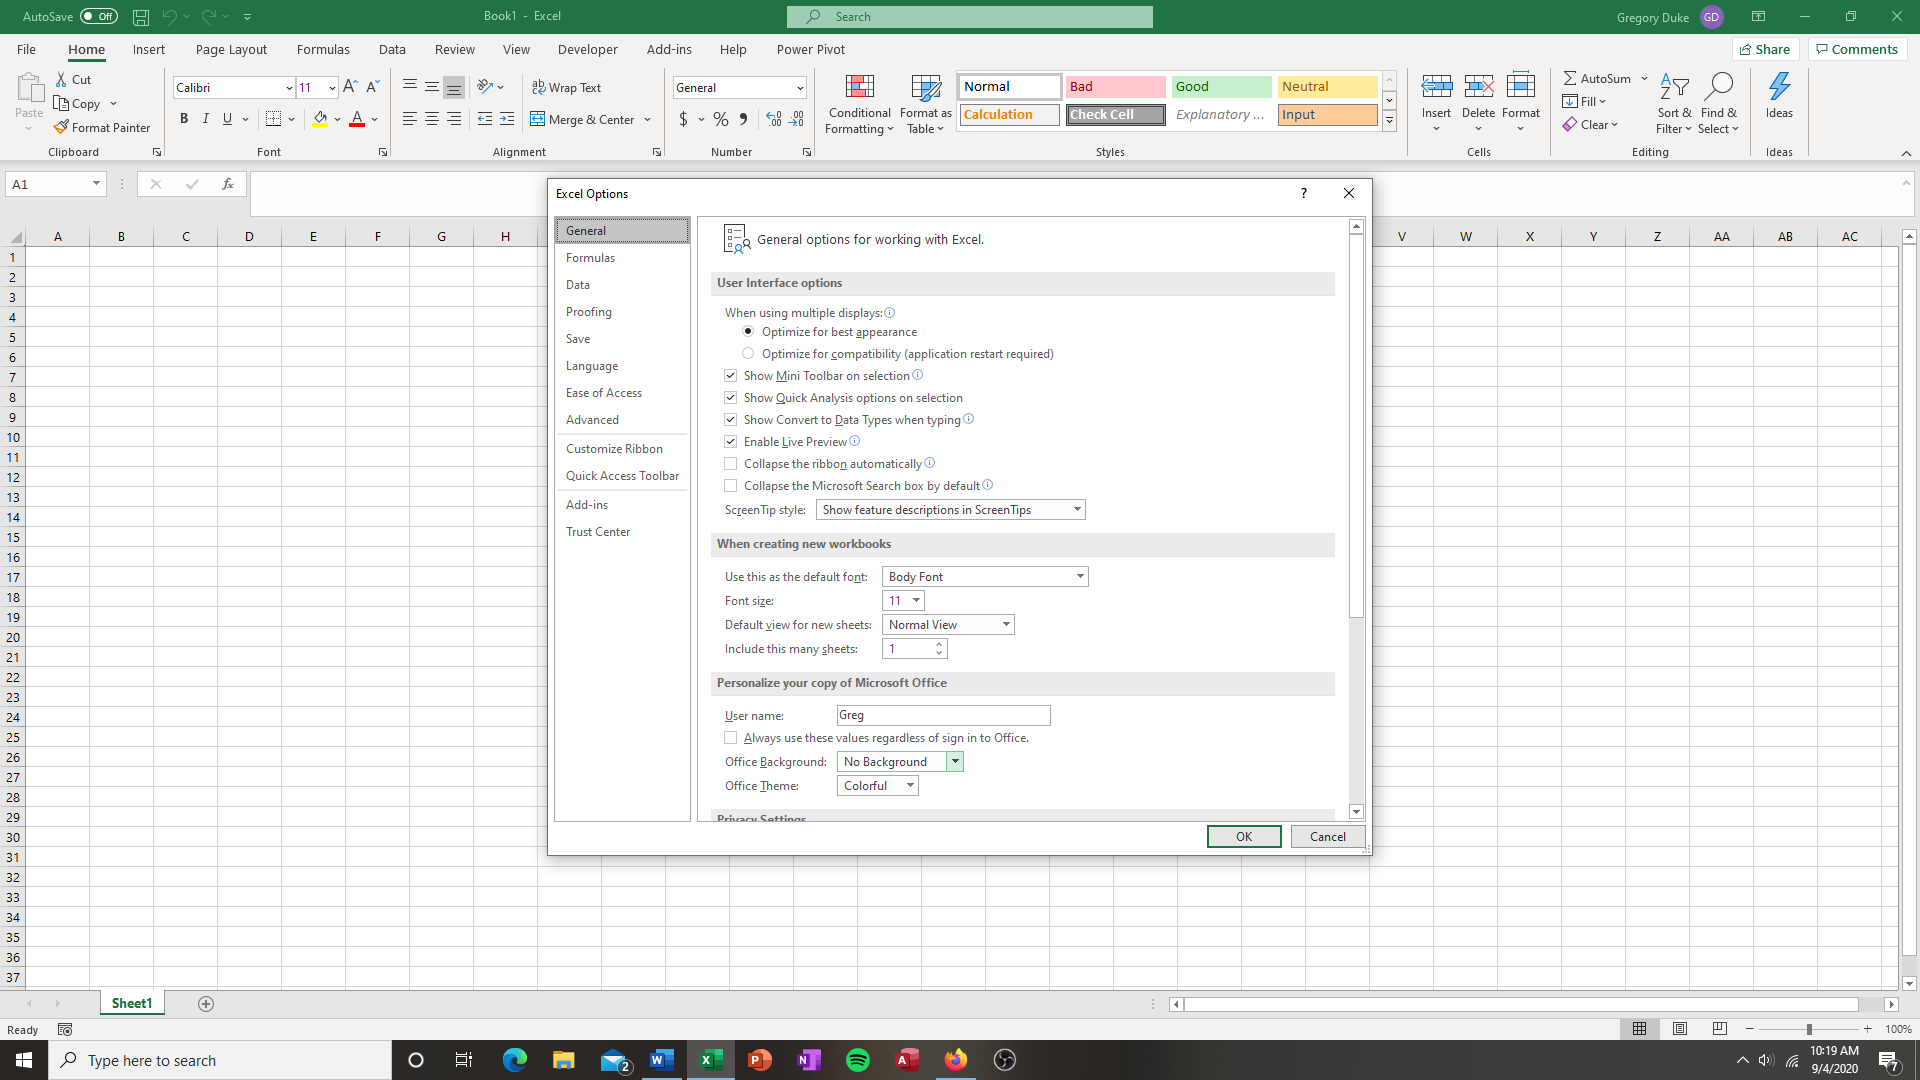 AutoSave Off
Book1 - Excel
Search
Gregory Duke GD
File Home Insert Page Layout Formulas Data Review View Developer Add-ins Help Power Pivot Share Comments
Paste
Cut
Copy
Format Painter
Clipboard
Calibri 11
B I U
Font
Wrap Text
Merge & Center
Alignment
General
$ % 9
Number
Conditional Formatting
Format as Table
Normal Bad Good Neutral
Calculation Check Cell Explanatory ... Input
Styles
Insert Delete Format
Cells
AutoSum
Fill
Clear
Sort & Filter
Find & Select
Editing
Ideas
Ideas
A1
fx
A B C D E F G H V W X Y Z AA AB AC
1
2
3
4
5
6
7
8
9
10
11
12
13
14
15
16
17
18
19
20
21
22
23
24
25
26
27
28
29
30
31
32
33
34
35
36
37
Excel Options ?
General
Formulas
Data
Proofing
Save
Language
Ease of Access
Advanced
Customize Ribbon
Quick Access Toolbar
Add-ins
Trust Center
General options for working with Excel.
User Interface options
When using multiple displays:
Optimize for best appearance
Optimize for compatibility (application restart required)
Show Mini Toolbar on selection
Show Quick Analysis options on selection
Show Convert to Data Types when typing
Enable Live Preview
Collapse the ribbon automatically
Collapse the Microsoft Search box by default
ScreenTip style: Show feature descriptions in ScreenTips
When creating new workbooks
Use this as the default font: Body Font
Font size: 11
Default view for new sheets: Normal View
Include this many sheets: 1
Personalize your copy of Microsoft Office
User name: Greg
Always use these values regardless of sign in to Office.
Office Background: No Background
Office Theme: Colorful
Privacy Settings
OK Cancel
Sheet1
Ready
100%
Type here to search
2
10:19 AM
9/4/2020
7